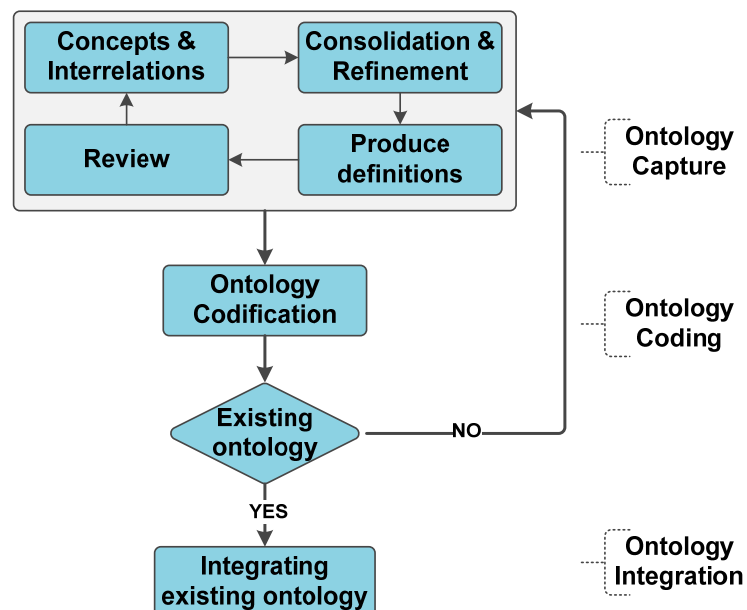 Concepts &
Interrelations
Consolidation &
Refinement
Review
Produce
definitions
Ontology
Capture
Ontology
Codification
Ontology
Coding
Existing
ontology
NO
YES
Integrating
existing ontology
Ontology
Integration